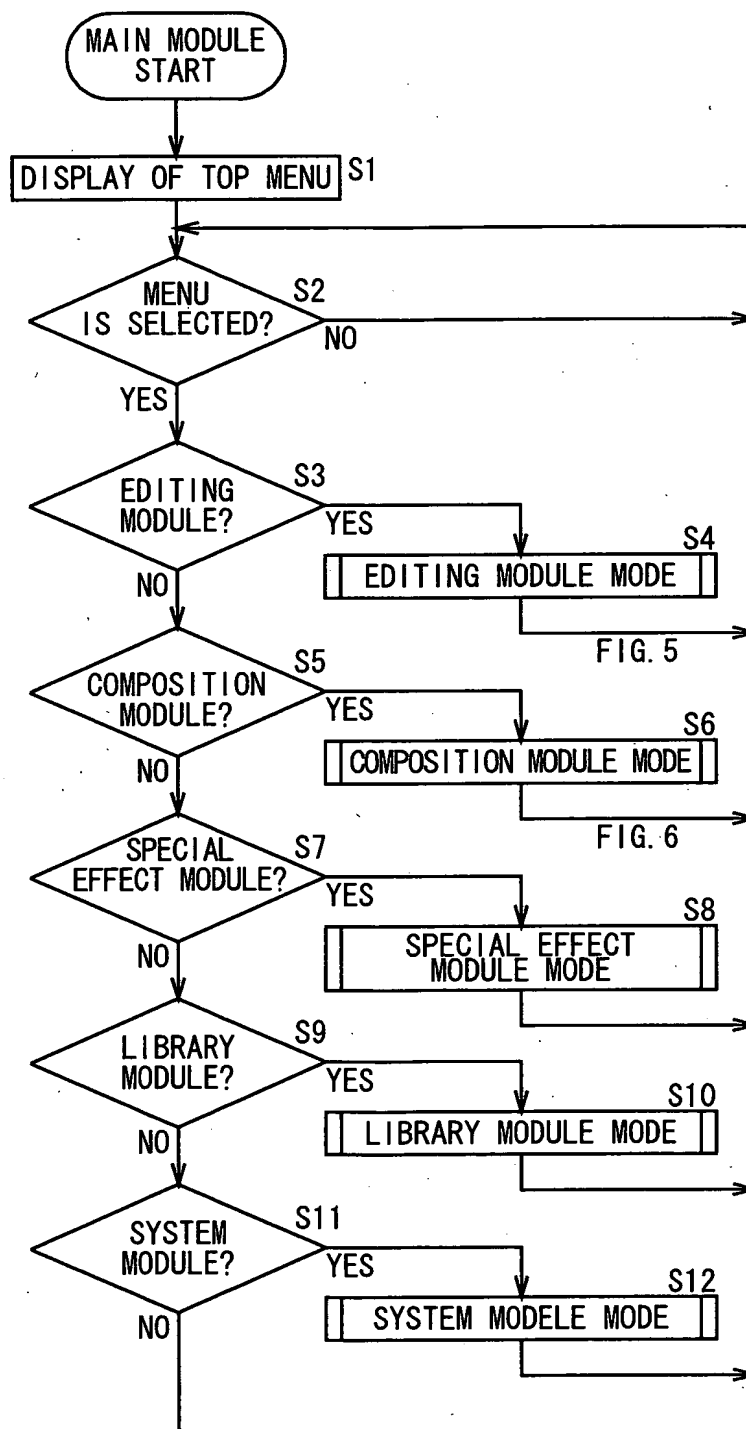 MAIN MODULE
START
DISPLAY OF TOP MENU
S1
MENU
IS SELECTED?
S2
NO
YES
EDITING
MODULE?
S3
YES
NO
S4
EDITING MODULE MODE
FIG. 5
COMPOSITION
MODULE?
S5
YES
NO
S6
COMPOSITION MODULE MODE
FIG. 6
SPECIAL
EFFECT MODULE?
S7
YES
NO
S8
SPECIAL EFFECT
MODULE MODE
LIBRARY
MODULE?
S9
YES
NO
S10
LIBRARY MODULE MODE
SYSTEM
MODULE?
S11
YES
NO
S12
SYSTEM MODELE MODE